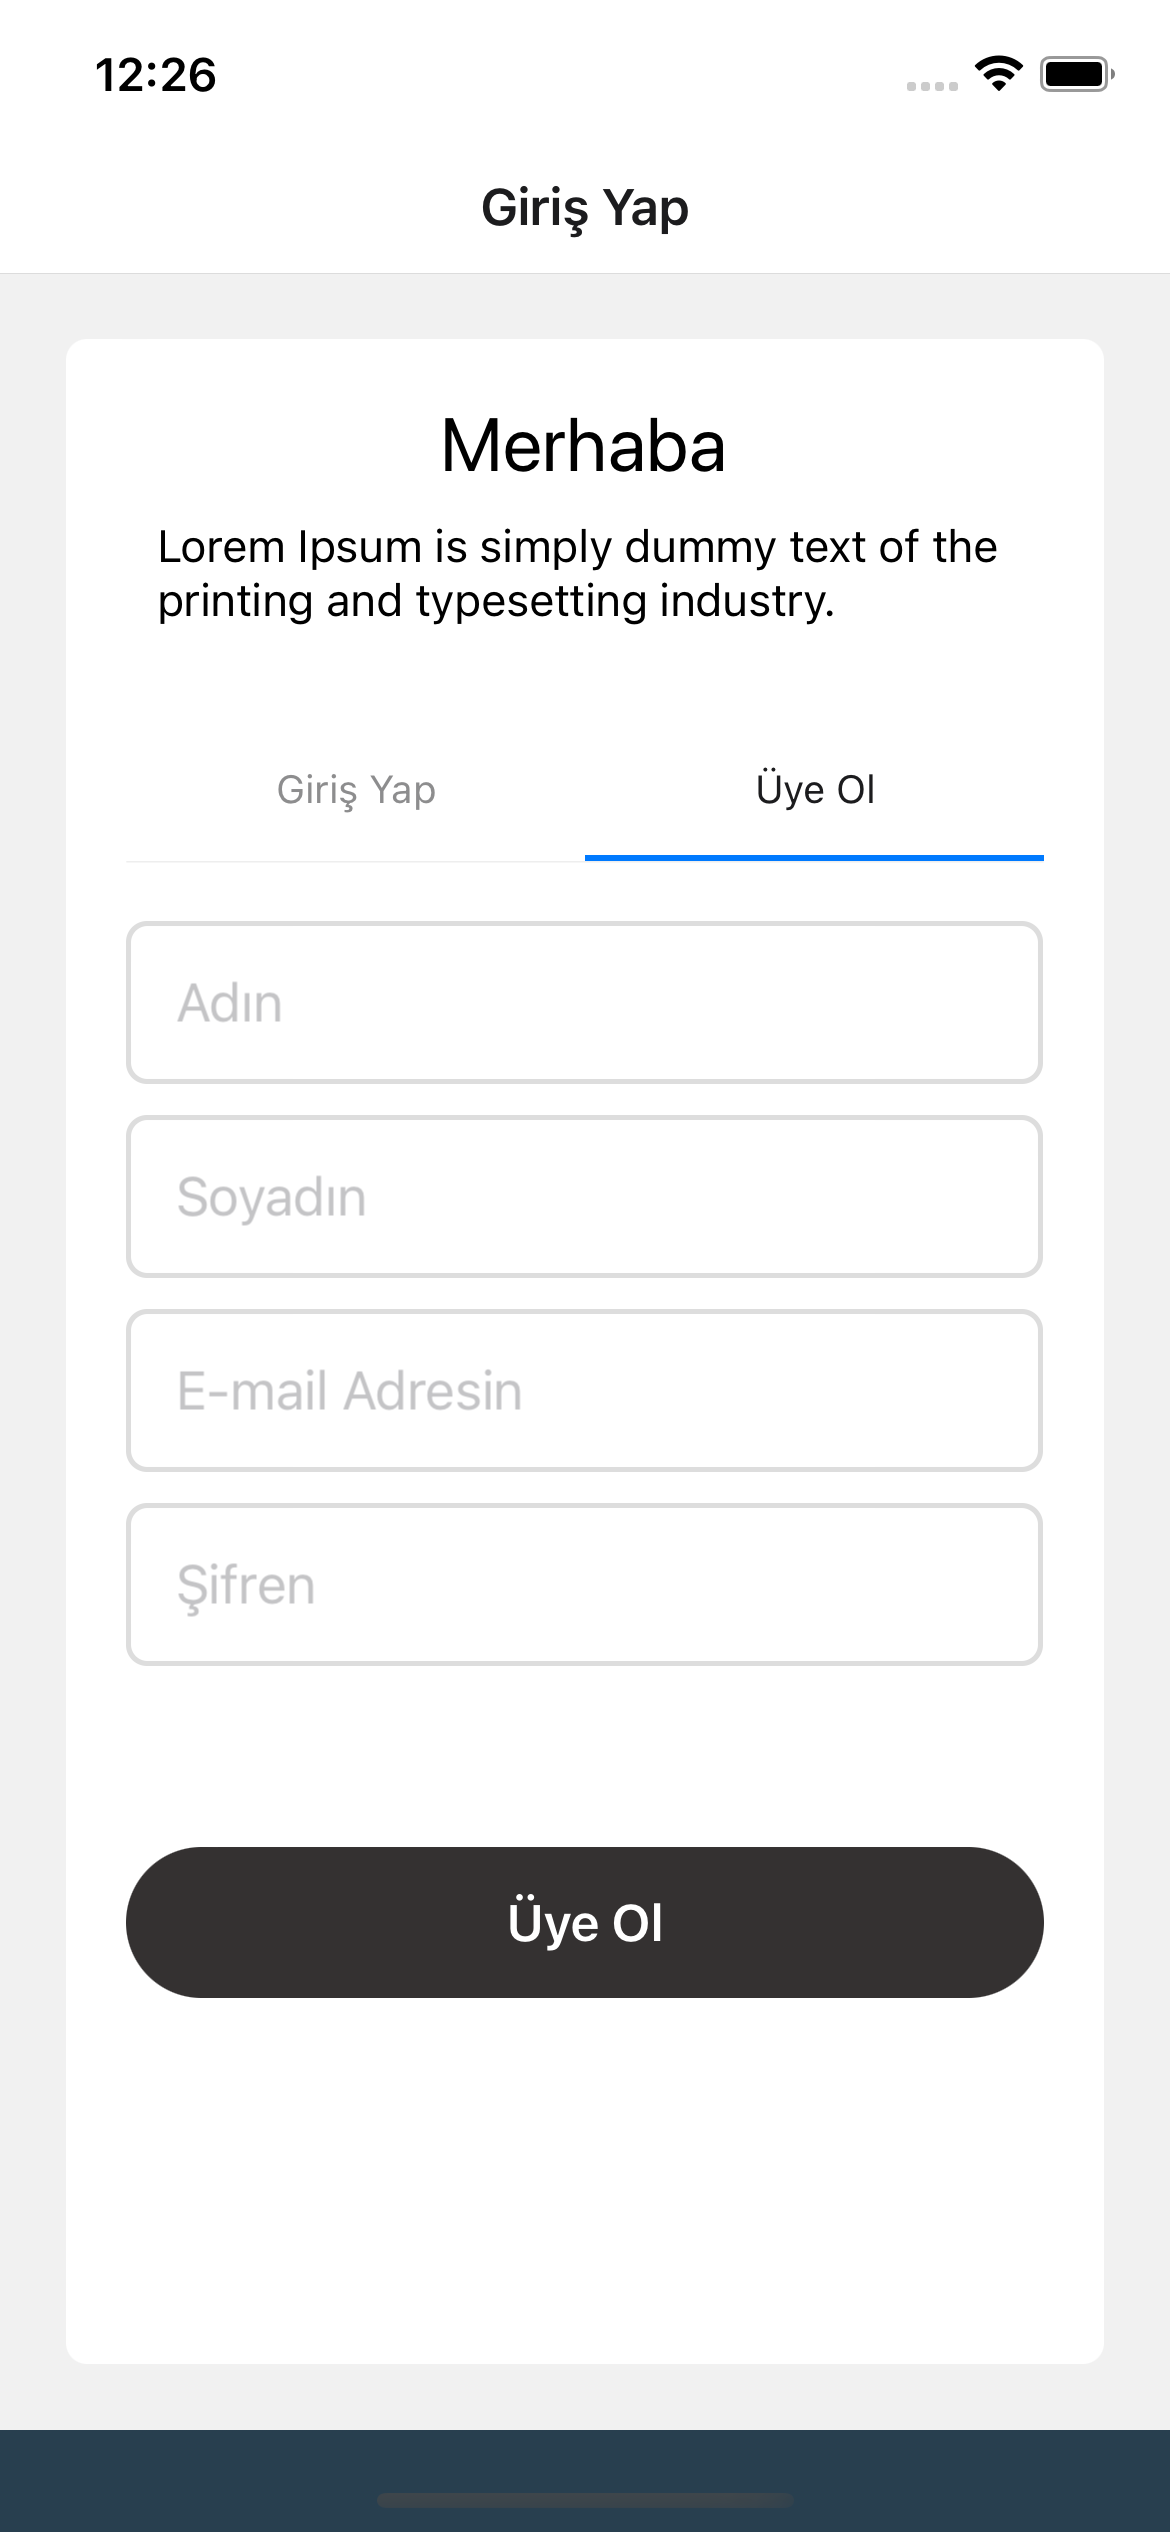 12:26
Giriş Yap
Merhaba
Lorem Ipsum is simply dummy text of the
printing and typesetting industry.
Giriş Yap
Üye Ol
Adın
Soyadın
E-mail Adresin
Şifren
Üye Ol